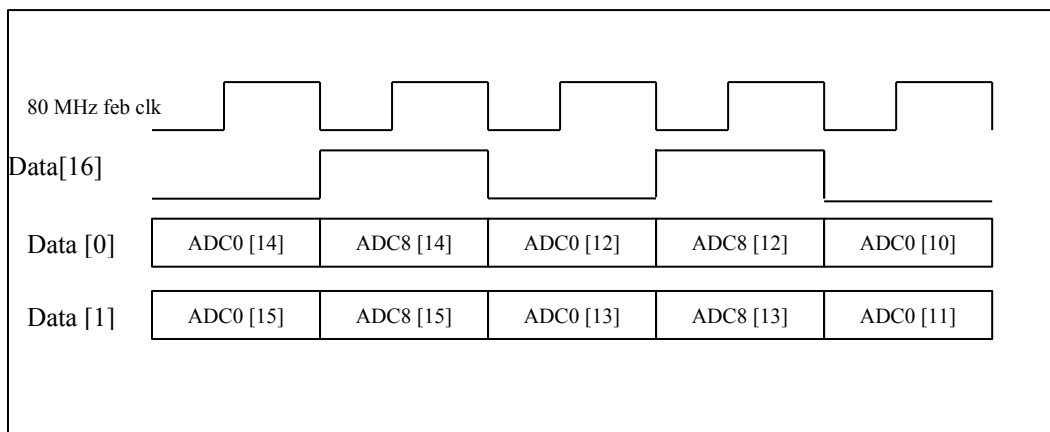 80 MHz feb clk
Data[16]
Data [0] ADC0 [14] ADC8 [14] ADC0 [12] ADC8 [12] ADC0 [10]
Data [1] ADC0 [15] ADC8 [15] ADC0 [13] ADC8 [13] ADC0 [11]